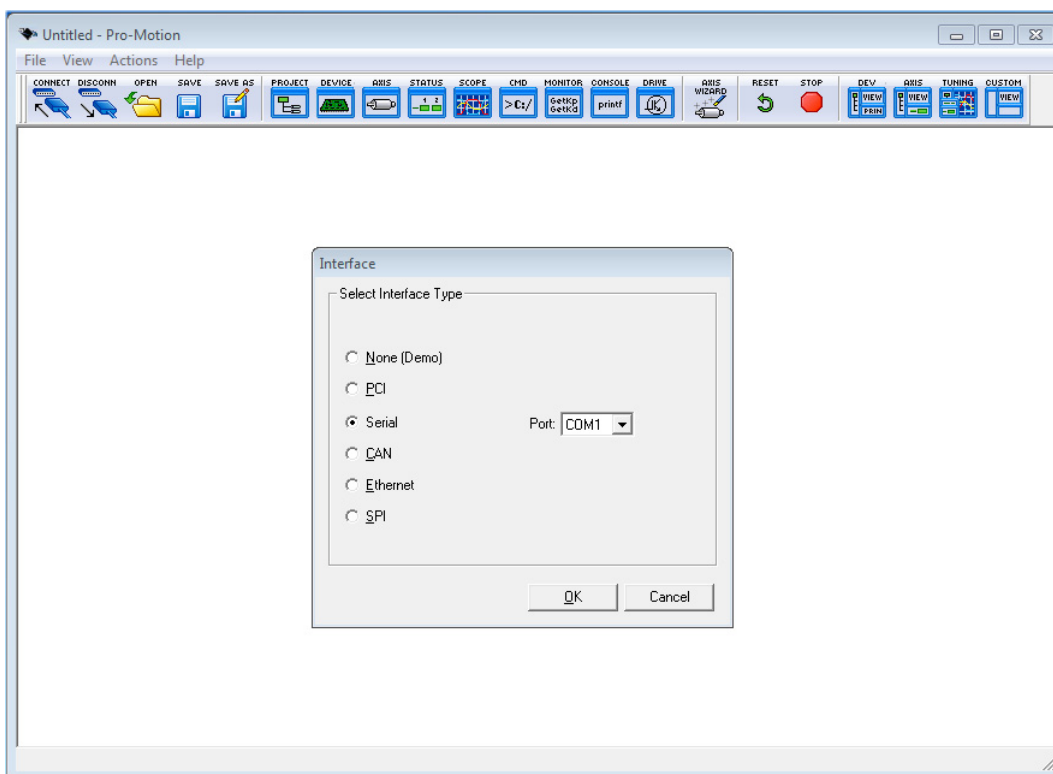 Untitled - Pro-Motion
File View Actions Help
CONNECT DISCONN OPEN SAVE SAVE AS PROJECT DEVICE AXIS STATUS SCOPE CMD MONITOR CONSOLE DRIVE AXIS WIZARD RESET STOP DEV AXIS TUNING CUSTOM
1 2 >C:/ GetKp GetKd printf VIEW PRIN VIEW VIEW
Interface
Select Interface Type
None (Demo)
PCI
Serial Port: COM1
CAN
Ethernet
SPI
OK Cancel